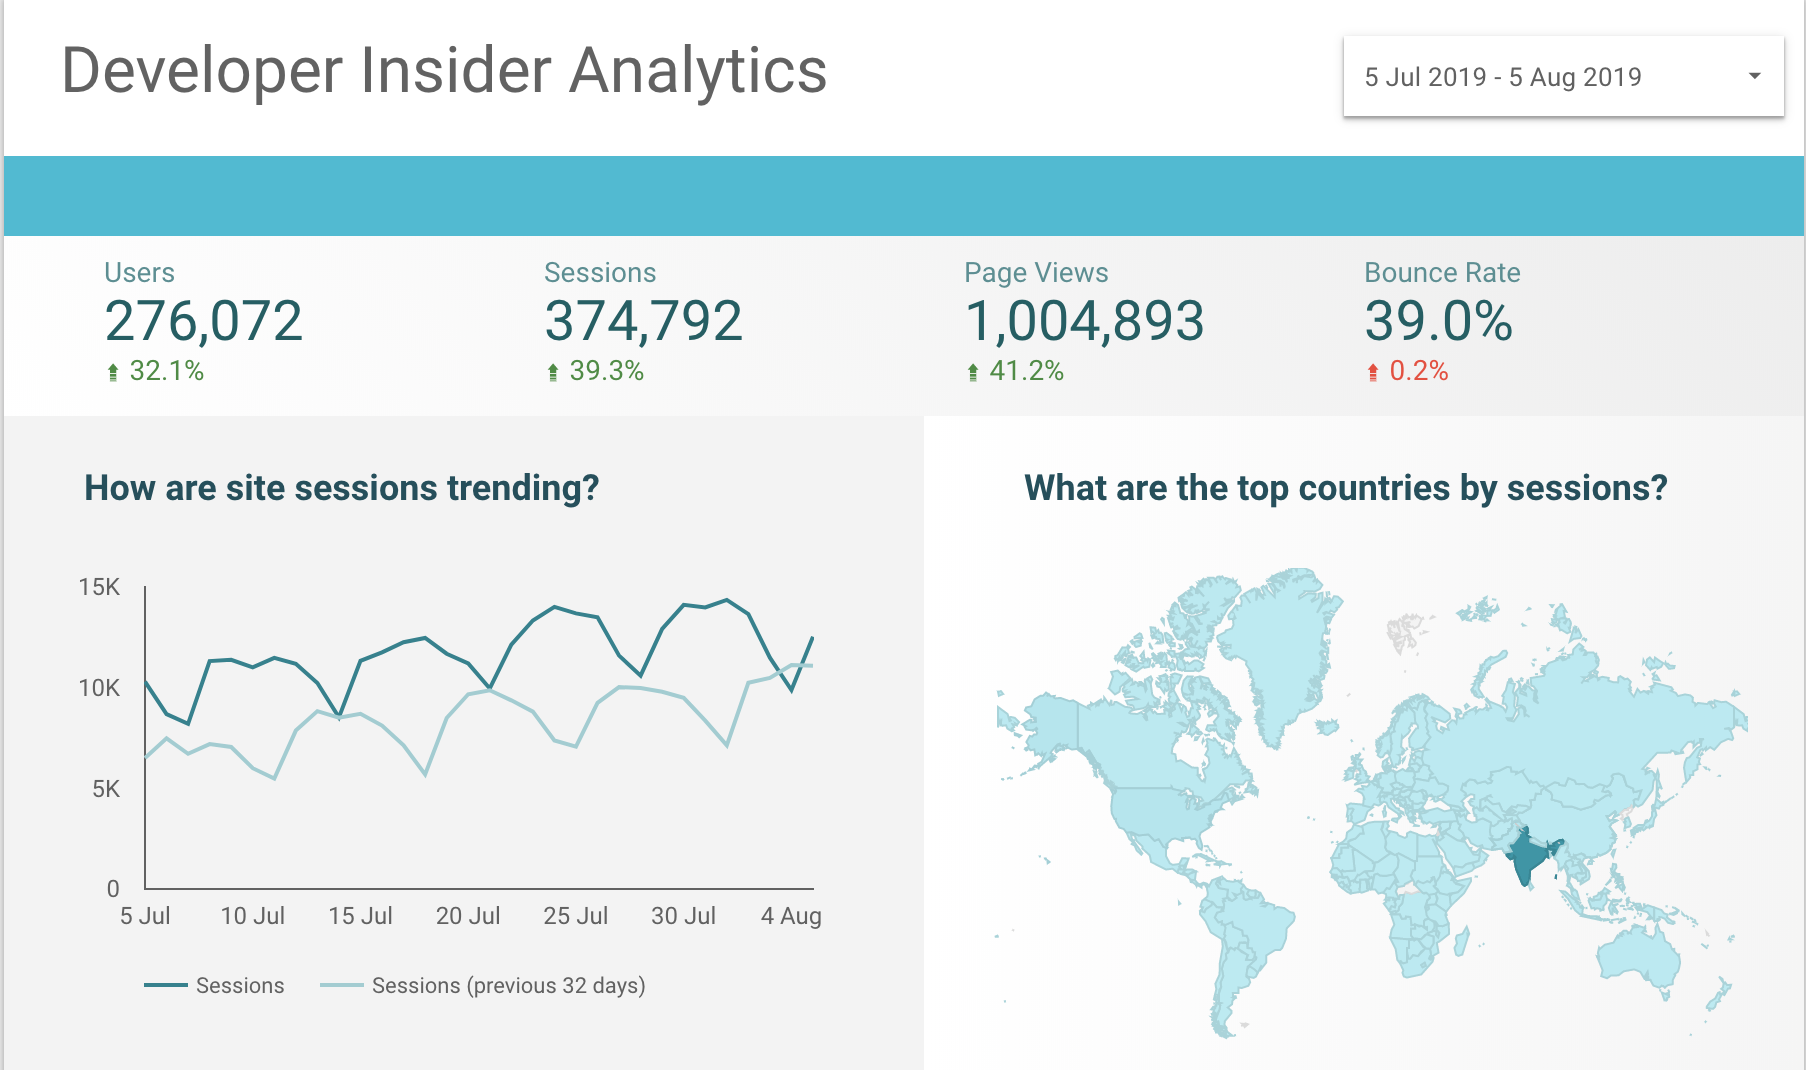 Developer Insider Analytics
5 Jul 2019 - 5 Aug 2019
Users
276,072
32.1%
Sessions
374,792
39.3%
Page Views
1,004,893
41.2%
Bounce Rate
39.0%
0.2%
How are site sessions trending?
15K
10K
5K
0
5 Jul
10 Jul
15 Jul
20 Jul
25 Jul
30 Jul
4 Aug
Sessions
Sessions (previous 32 days)
What are the top countries by sessions?